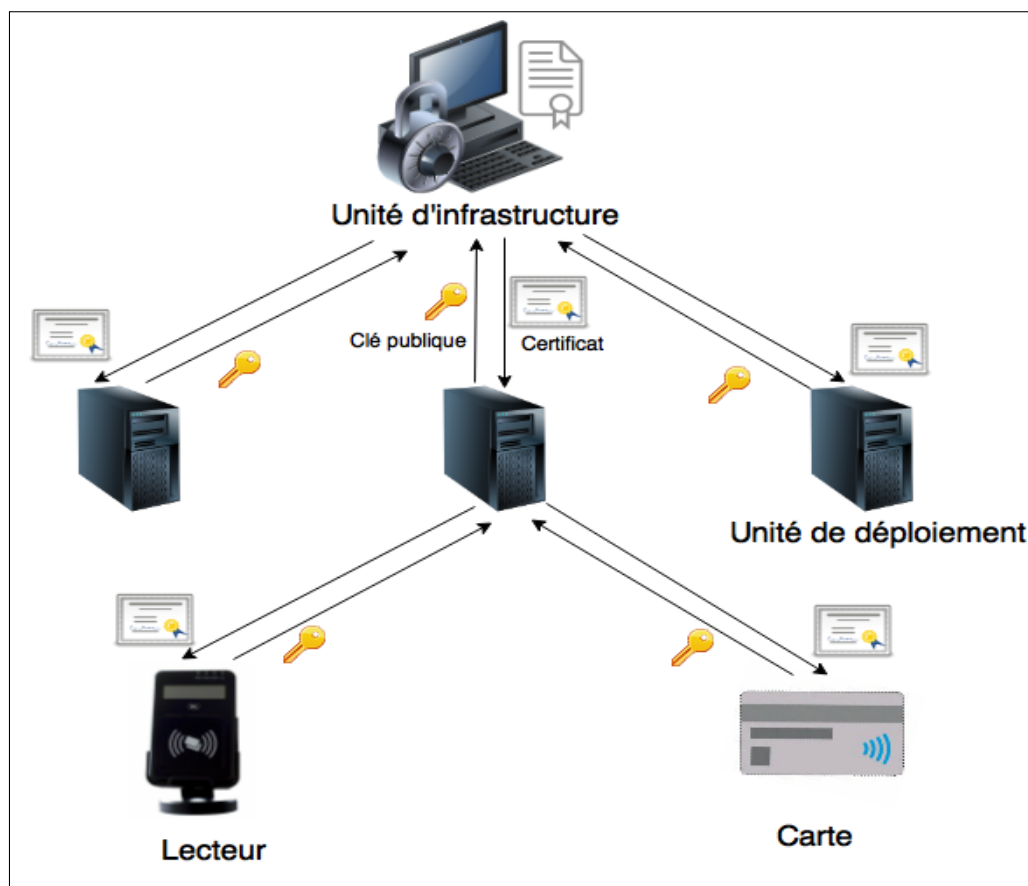 Unité d'infrastructure
Clé publique
Certificat
Unité de déploiement
Lecteur
Carte